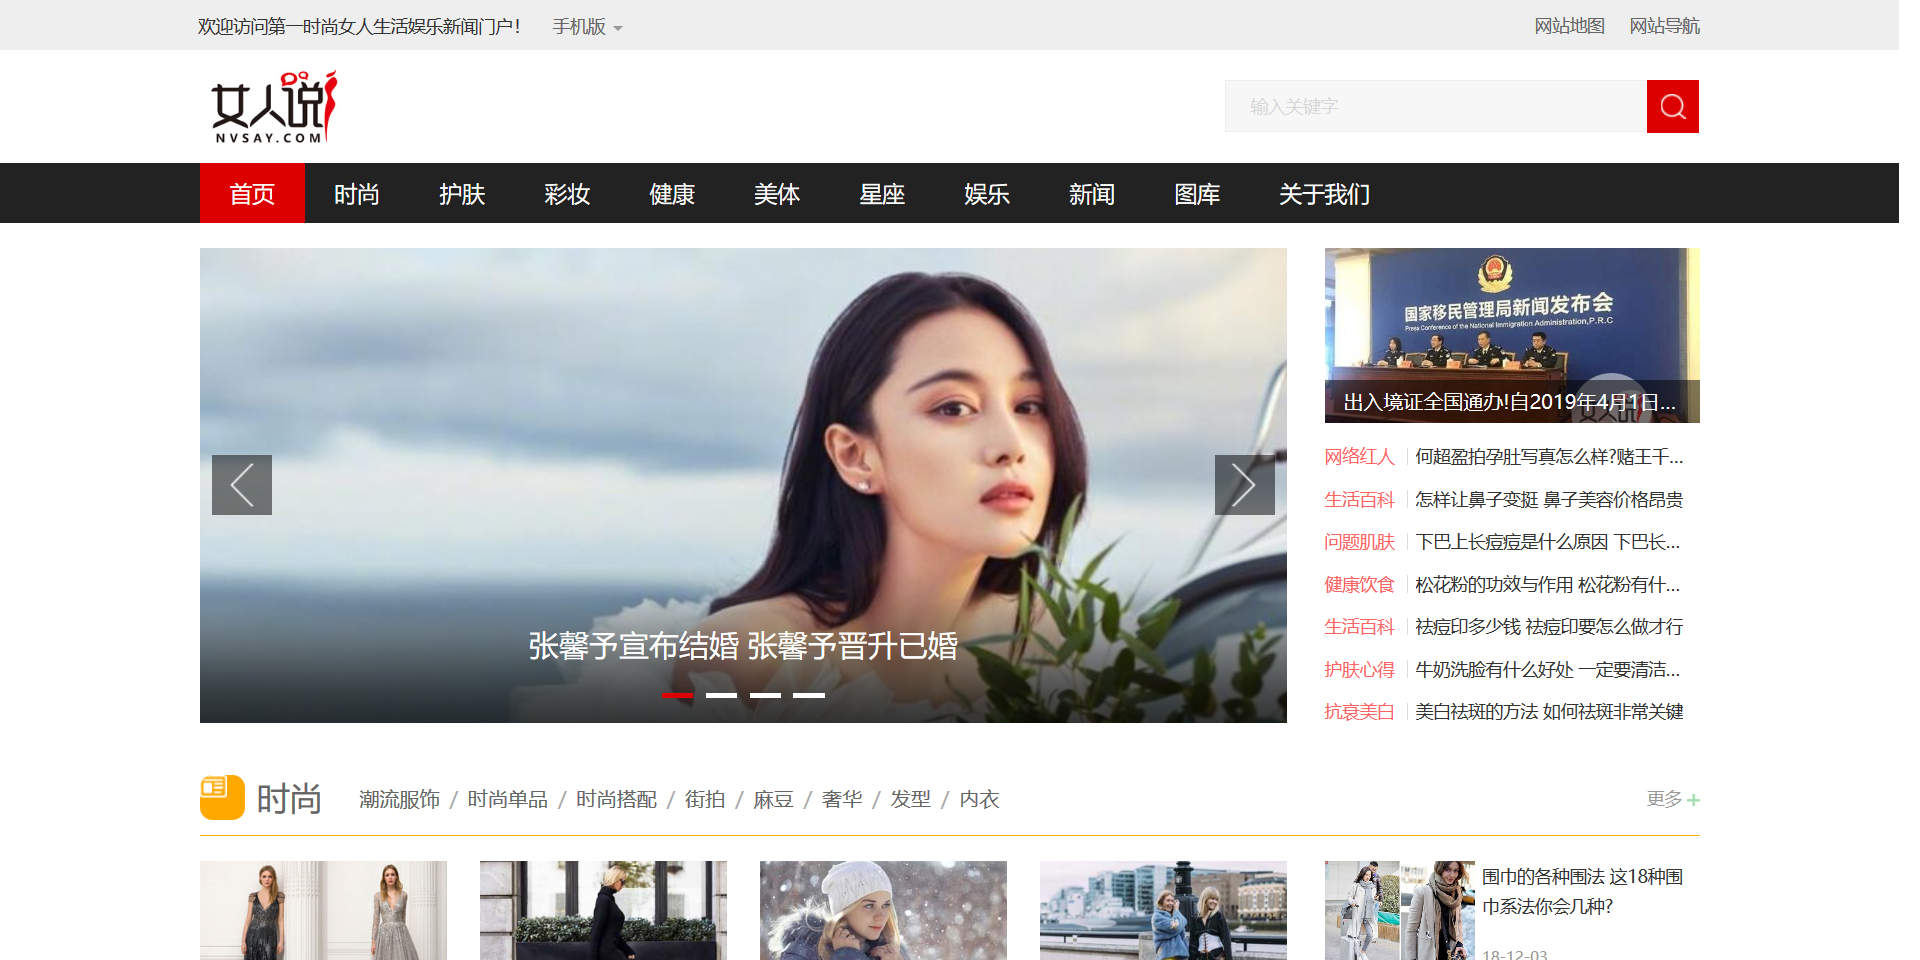 欢迎访问第一时尚女人生活娱乐新闻门户!
手机版
网站地图
网站导航
女人说
NVSAY.COM
输入关键字
首页 时尚 护肤 彩妆 健康 美体 星座 娱乐 新闻 图库 关于我们
张馨予宣布结婚 张馨予晋升已婚
国家移民管理局新闻发布会
Press Conference of the National Immigration Administration,P.R.C
出入境证全国通办!自2019年4月1日...
网络红人 何超盈拍孕肚写真怎么样?赌王千...
生活百科 怎样让鼻子变挺 鼻子美容价格昂贵
问题肌肤 下巴上长痘痘是什么原因 下巴长...
健康饮食 松花粉的功效与作用 松花粉有什...
生活百科 祛痘印多少钱 祛痘印要怎么做才行
护肤心得 牛奶洗脸有什么好处 一定要清洁...
抗衰美白 美白祛斑的方法 如何祛斑非常关键
时尚
潮流服饰 / 时尚单品 / 时尚搭配 / 街拍 / 麻豆 / 奢华 / 发型 / 内衣
更多
围巾的各种围法 这18种围
巾系法你会几种?
18-12-03